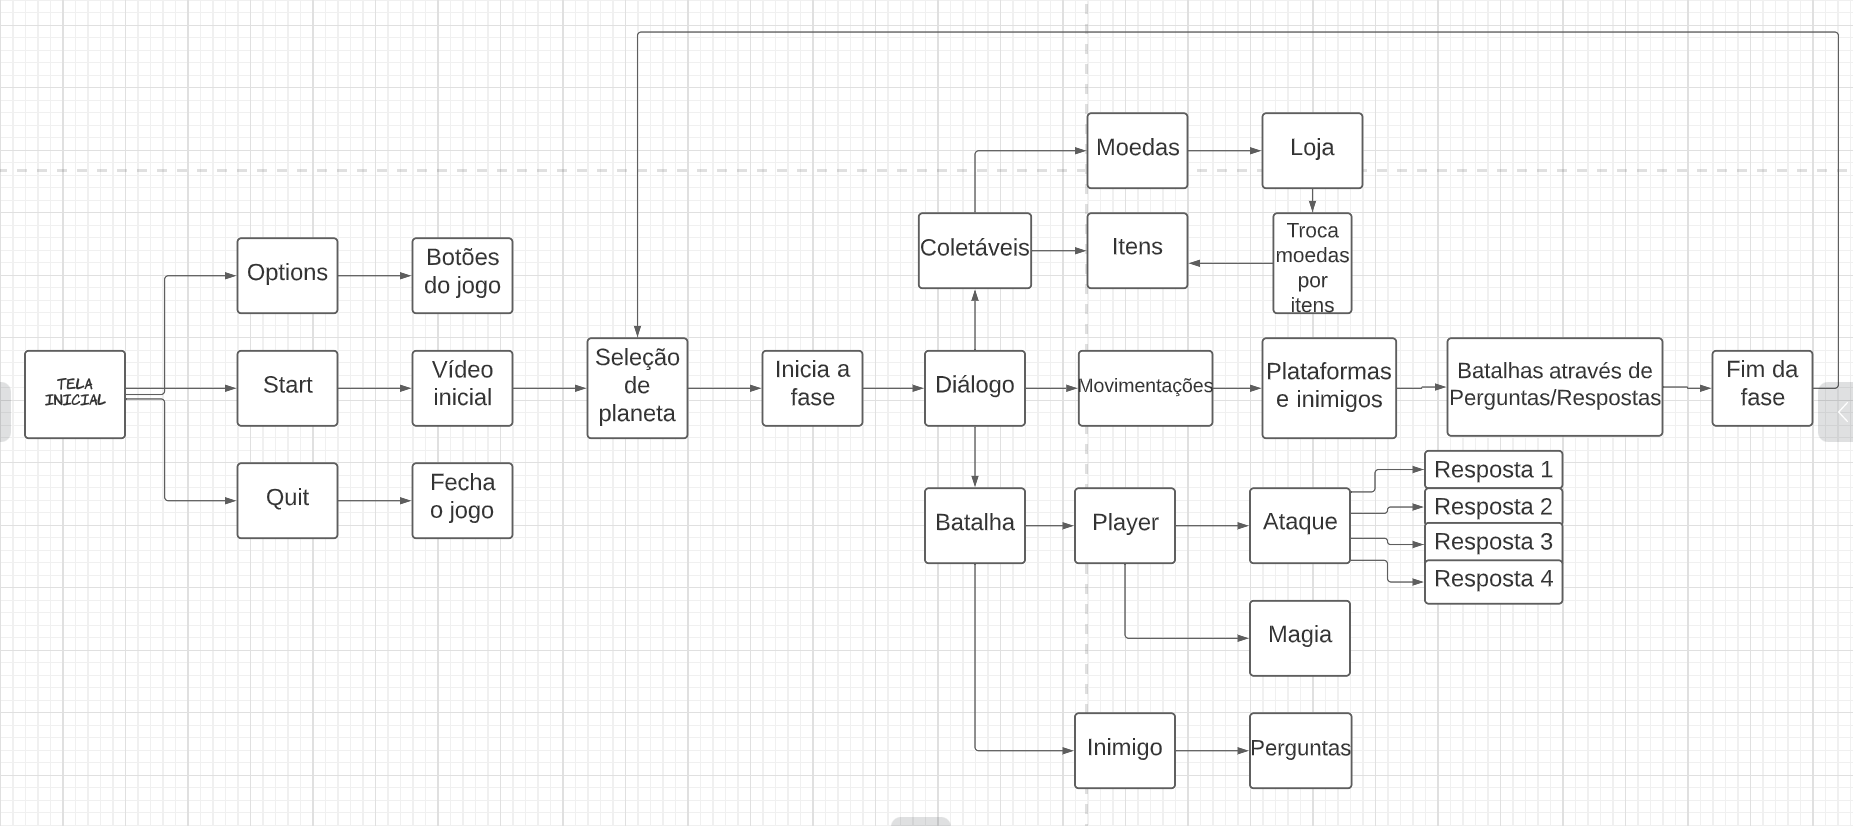 Moedas
Loja
Coletáveis
Itens
Troca
moedas
por
itens
Options
Botões
do jogo
TELA
INICIAL
Start
Vídeo
inicial
Seleção
de
planeta
Inicia a
fase
Diálogo
Movimentações
Plataformas
e inimigos
Batalhas através de
Perguntas/Respostas
Fim da
fase
Quit
Fecha
o jogo
Batalha
Player
Ataque
Resposta 1
Resposta 2
Resposta 3
Resposta 4
Magia
Inimigo
Perguntas